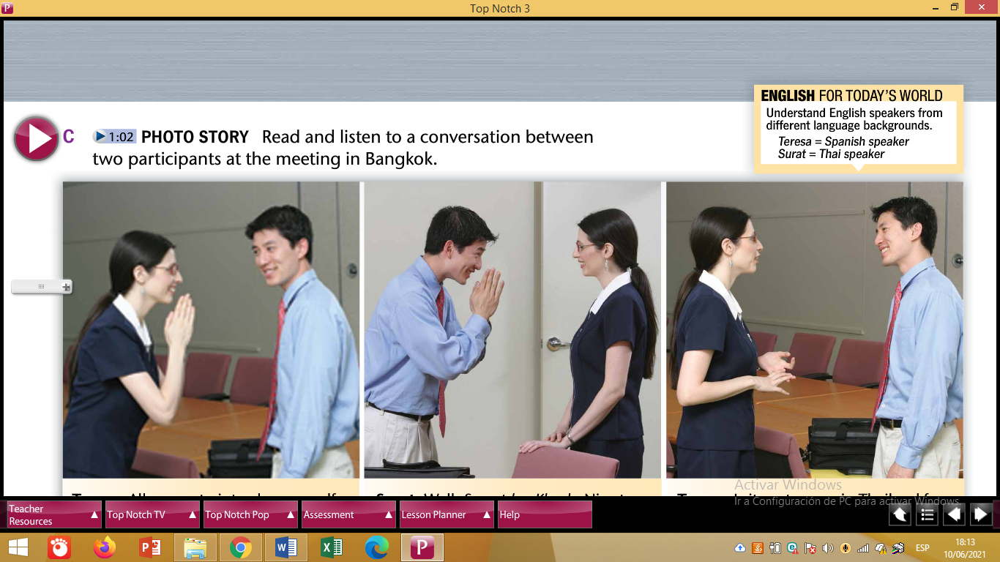 Top Notch 3
ENGLISH FOR TODAY'S WORLD
Understand English speakers from
different language backgrounds.
Teresa = Spanish speaker
Surat = Thai speaker
C 1:02 PHOTO STORY Read and listen to a conversation between
two participants at the meeting in Bangkok.
Activar Windows
Ir a Configuración de PC para activar Windows.
Teacher
Resources
Top Notch TV
Top Notch Pop
Assessment
Lesson Planner
Help
ESP
18:13
10/06/2021